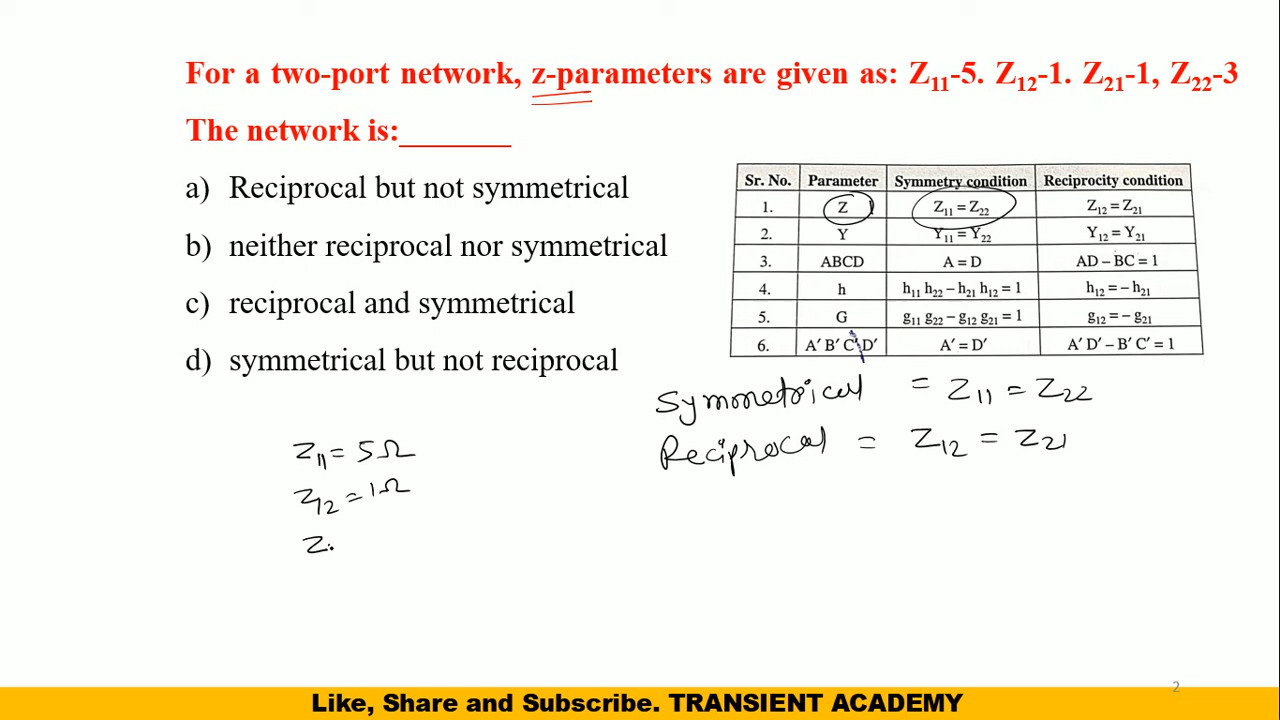 For a two-port network, z-parameters are given as: Z11-5. Z12-1. Z21-1, Z22-3
The network is:_______
a) Reciprocal but not symmetrical
b) neither reciprocal nor symmetrical
c) reciprocal and symmetrical
d) symmetrical but not reciprocal
Sr. No. Parameter Symmetry condition Reciprocity condition
1. Z Z11 = Z22 Z12 = Z21
2. Y Y11 = Y22 Y12 = Y21
3. ABCD A = D AD – BC = 1
4. h h11 h22 – h21 h12 = 1 h12 = – h21
5. G g11 g22 – g12 g21 = 1 g12 = – g21
6. A′ B′ C′ D′ A′ = D′ A′ D′ – B′ C′ = 1
Symmetrical = Z11 = Z22
Reciprocal = Z12 = Z21
Z11 = 5Ω
Z12 = 1Ω
Z
2
Like, Share and Subscribe. TRANSIENT ACADEMY